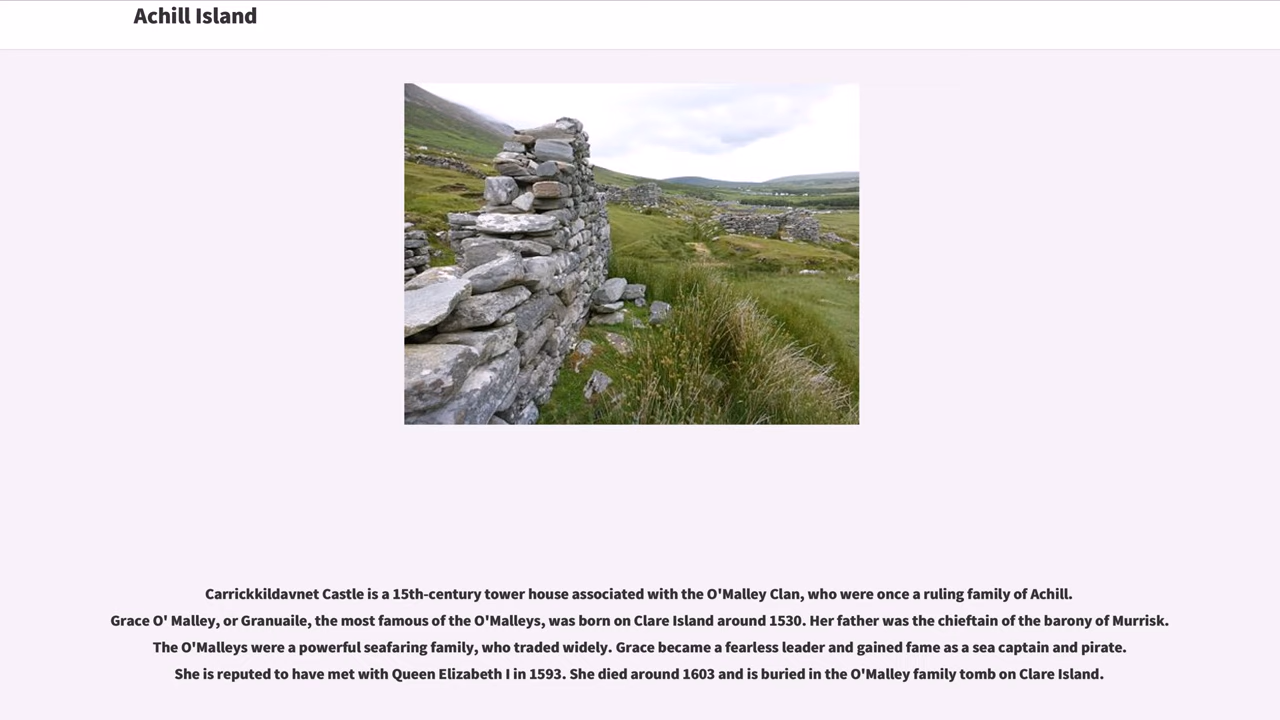 Achill Island
Carrickkildavnet Castle is a 15th-century tower house associated with the O'Malley Clan, who were once a ruling family of Achill.
Grace O' Malley, or Granuaile, the most famous of the O'Malleys, was born on Clare Island around 1530. Her father was the chieftain of the barony of Murrisk.
The O'Malleys were a powerful seafaring family, who traded widely. Grace became a fearless leader and gained fame as a sea captain and pirate.
She is reputed to have met with Queen Elizabeth I in 1593. She died around 1603 and is buried in the O'Malley family tomb on Clare Island.